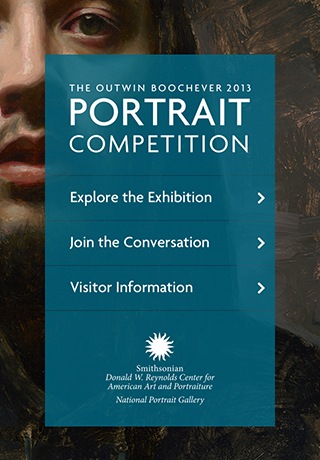 THE OUTWIN BOOCHEVER 2013
PORTRAIT
COMPETITION
Explore the Exhibition
Join the Conversation
Visitor Information
Smithsonian
Donald W. Reynolds Center for
American Art and Portraiture
National Portrait Gallery